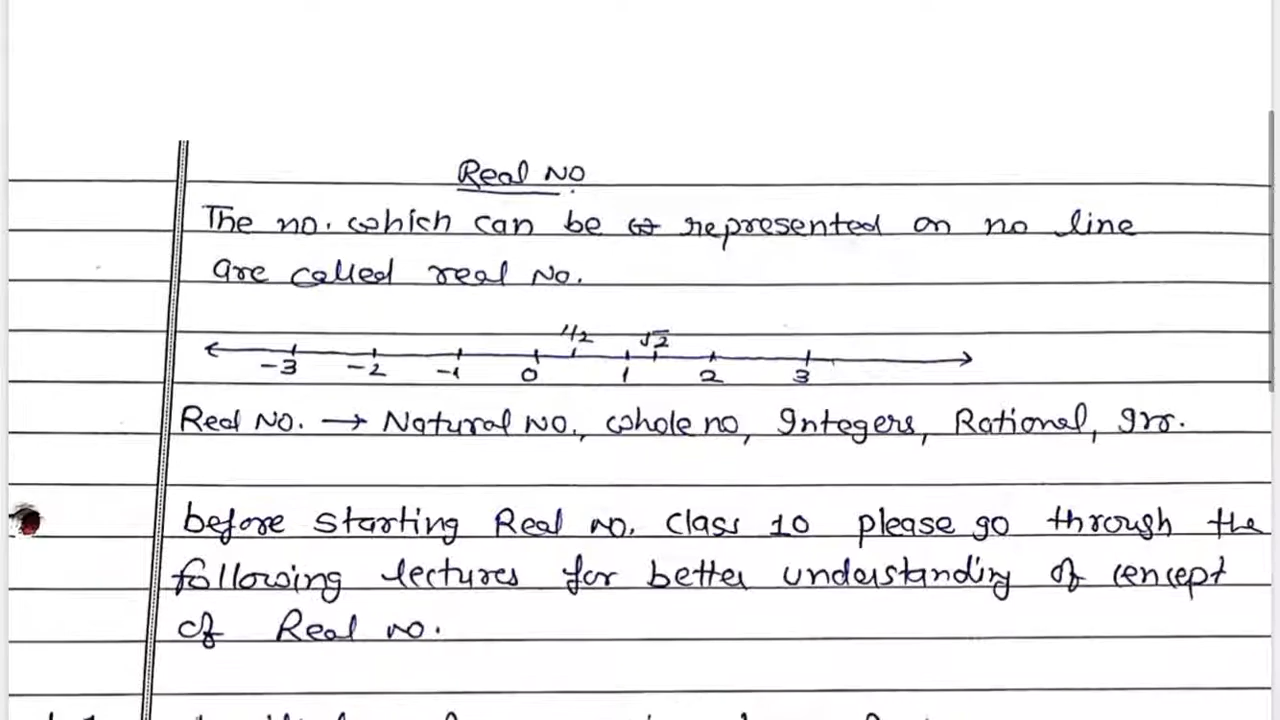 Real No.
The no. which can be represented on no line
are called real No.
1/2 √2
-3 -2 -1 0 1 2 3
Real No. → Natural No., whole no, Integers, Rational, Irr.
before starting Real no. Class 10 please go through the
following lectures for better understanding of concept
of Real no.